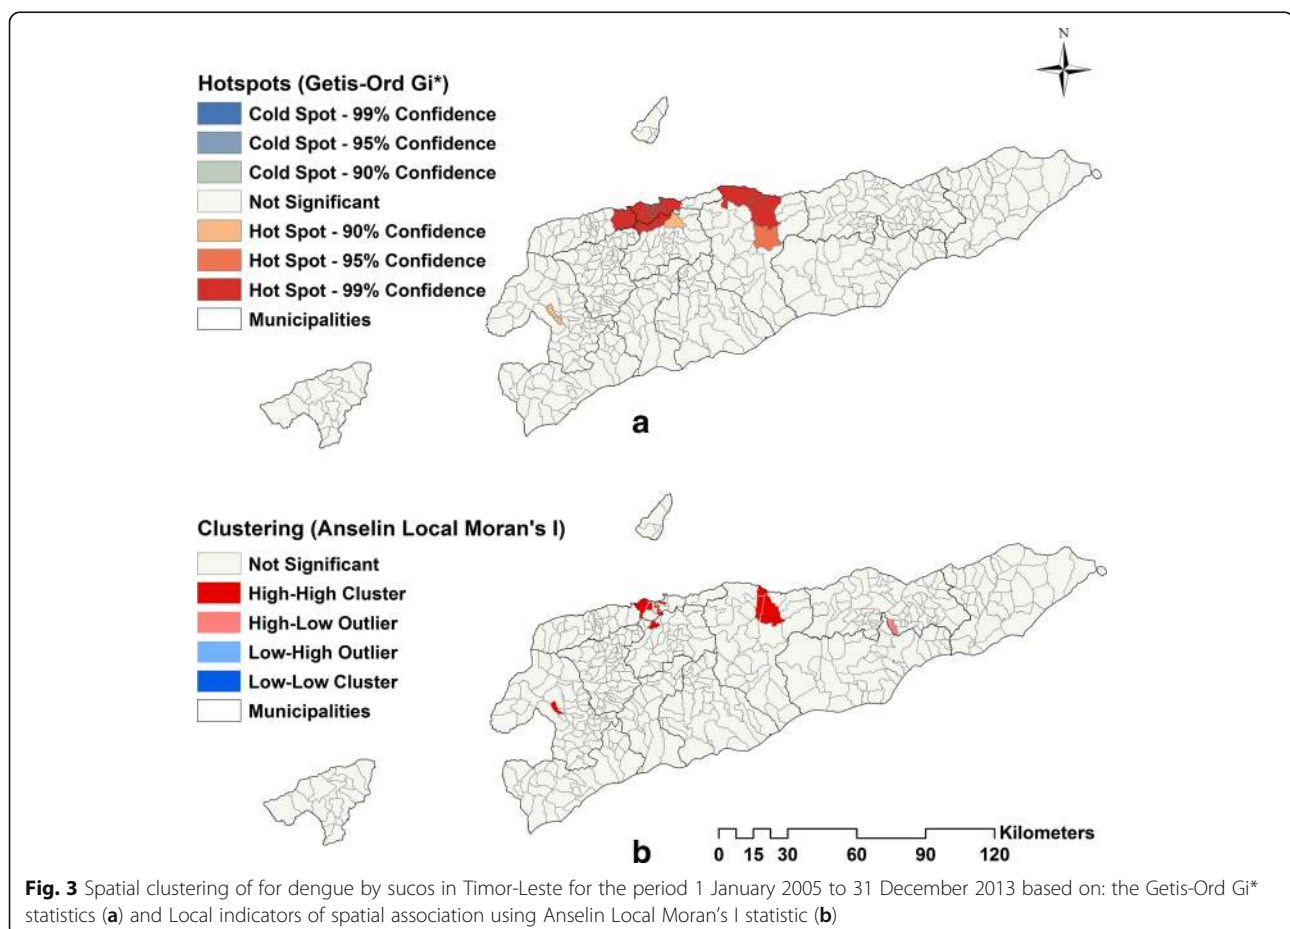 N
Hotspots (Getis-Ord Gi*)
Cold Spot - 99% Confidence
Cold Spot - 95% Confidence
Cold Spot - 90% Confidence
Not Significant
Hot Spot - 90% Confidence
Hot Spot - 95% Confidence
Hot Spot - 99% Confidence
Municipalities
a
Clustering (Anselin Local Moran's I)
Not Significant
High-High Cluster
High-Low Outlier
Low-High Outlier
Low-Low Cluster
Municipalities
b
Kilometers
0 15 30 60 90 120
Fig. 3 Spatial clustering of for dengue by sucos in Timor-Leste for the period 1 January 2005 to 31 December 2013 based on: the Getis-Ord Gi*
statistics (a) and Local indicators of spatial association using Anselin Local Moran’s I statistic (b)